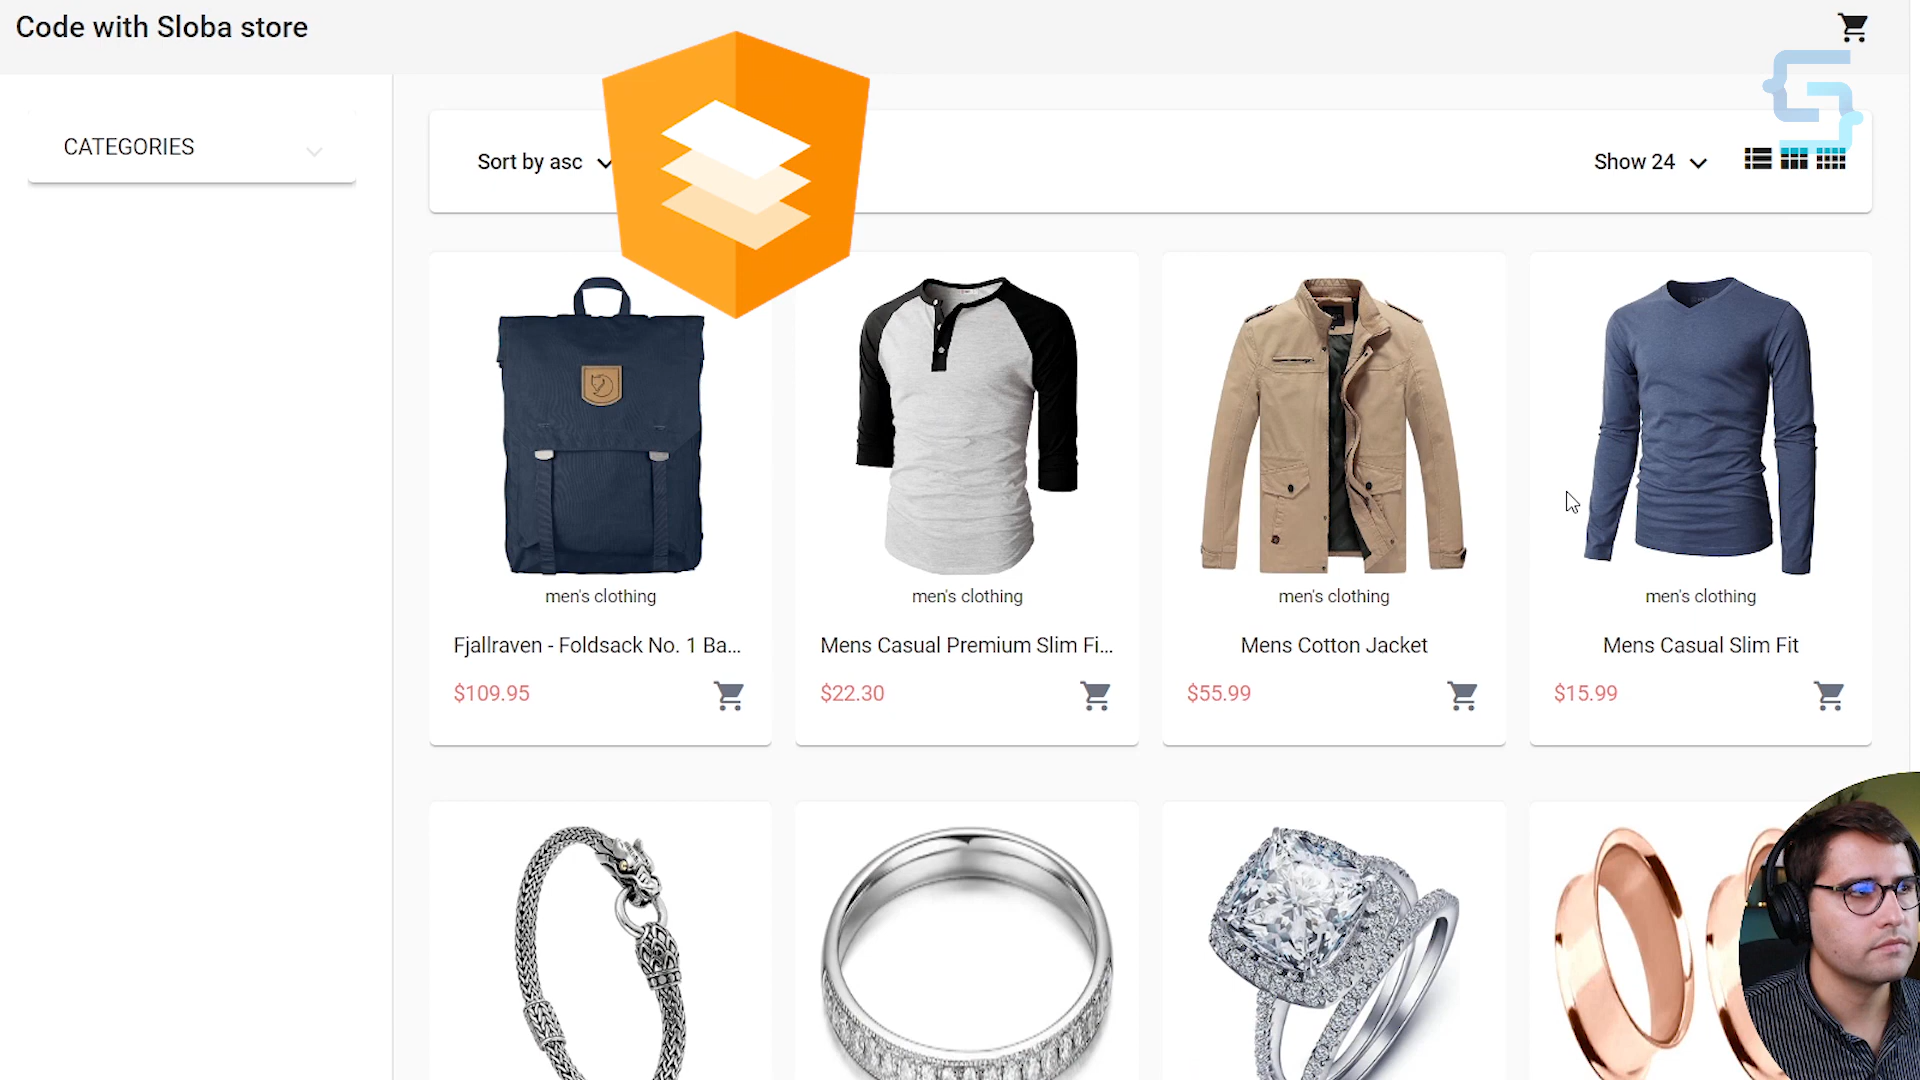 Code with Sloba store
CATEGORIES
Sort by asc
Show 24
men's clothing
Fjallraven - Foldsack No. 1 Ba...
$109.95
men's clothing
Mens Casual Premium Slim Fi...
$22.30
men's clothing
Mens Cotton Jacket
$55.99
men's clothing
Mens Casual Slim Fit
$15.99